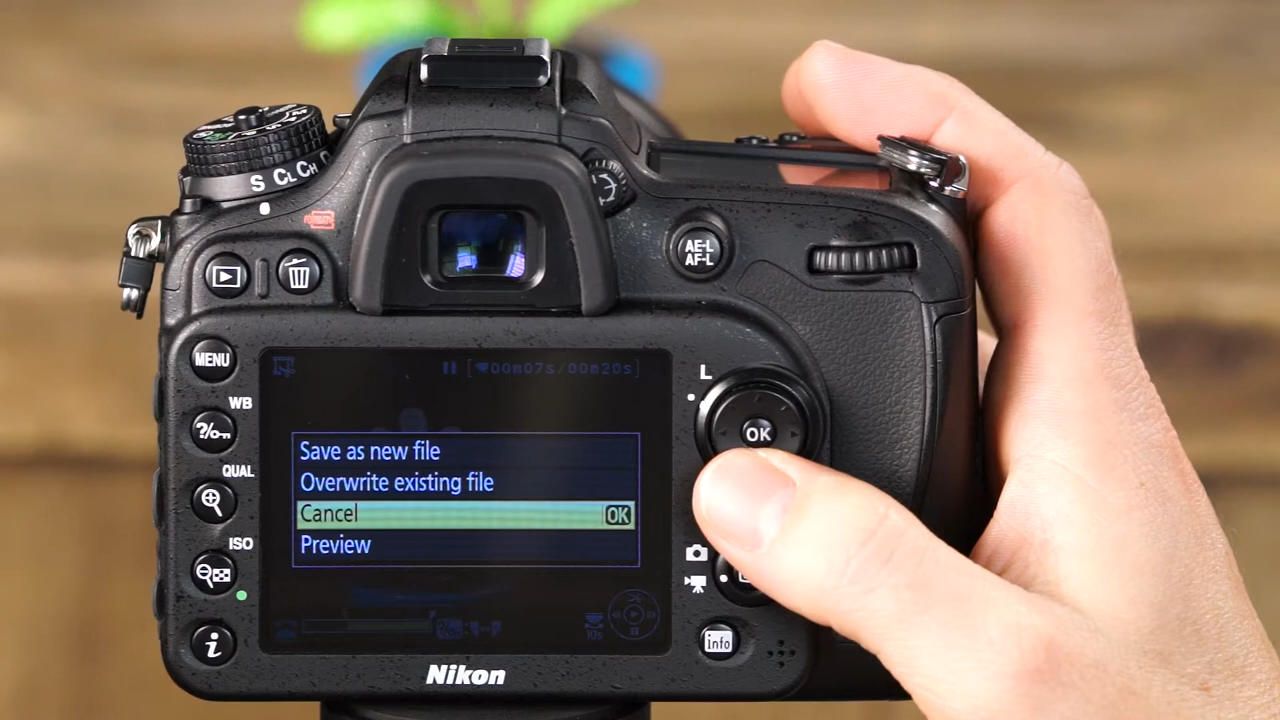 S CL CH
AE-L
AF-L
MENU
WB
?
QUAL
ISO
i
L
OK
[00m07s/00m20s]
Save as new file
Overwrite existing file
Cancel OK
Preview
10s
info
Nikon